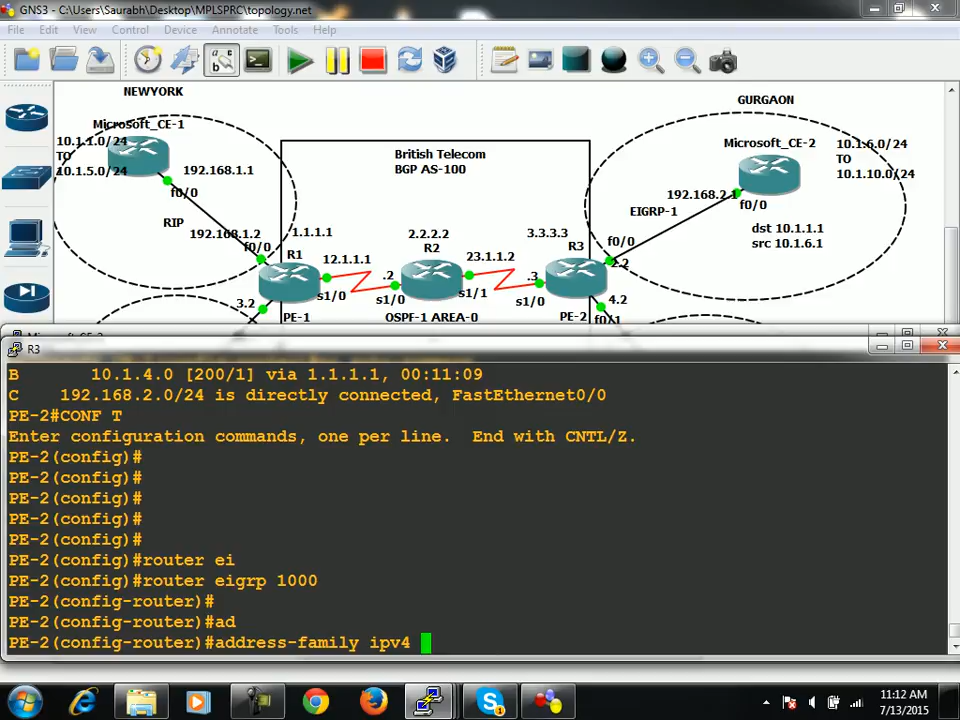 GNS3 - C:\Users\Saurabh\Desktop\MPLSPRC\topology.net
File Edit View Control Device Annotate Tools Help
NEWYORK
GURGAON
Microsoft_CE-1
10.1.1.0/24
TO
10.1.5.0/24
192.168.1.1
f0/0
RIP
192.168.1.2
f0/0
British Telecom
BGP AS-100
Microsoft_CE-2
10.1.6.0/24
TO
10.1.10.0/24
192.168.2.1
f0/0
EIGRP-1
dst 10.1.1.1
src 10.1.6.1
1.1.1.1
R1
12.1.1.1
s1/0
3.2
PE-1
2.2.2.2
R2
.2
s1/0
23.1.1.2
s1/1
OSPF-1 AREA-0
3.3.3.3
R3
.3
s1/0
f0/0
2.2
4.2
PE-2
f0/1
R3
B 10.1.4.0 [200/1] via 1.1.1.1, 00:11:09
C 192.168.2.0/24 is directly connected, FastEthernet0/0
PE-2#CONF T
Enter configuration commands, one per line. End with CNTL/Z.
PE-2(config)#
PE-2(config)#
PE-2(config)#
PE-2(config)#
PE-2(config)#
PE-2(config)#router ei
PE-2(config)#router eigrp 1000
PE-2(config-router)#
PE-2(config-router)#ad
PE-2(config-router)#address-family ipv4
11:12 AM
7/13/2015